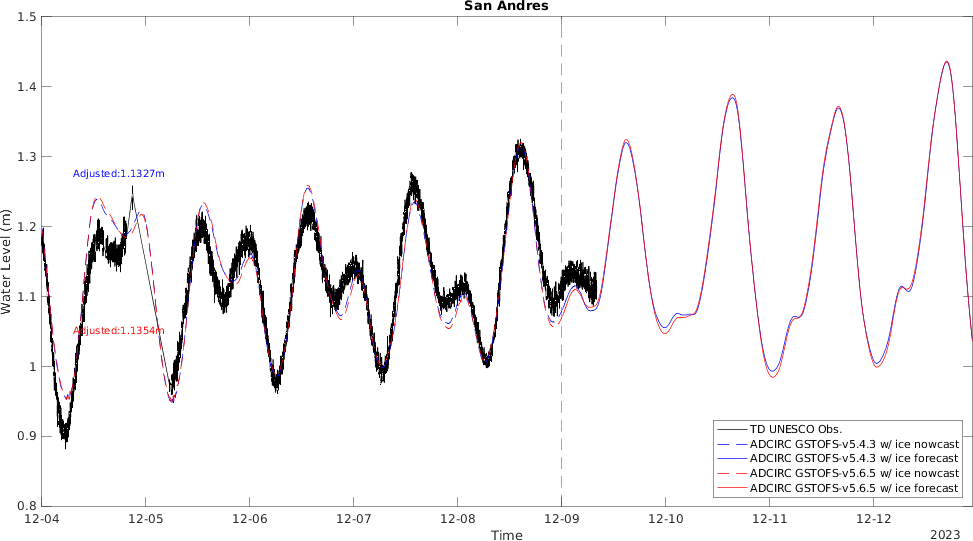 San Andres
1.5
1.4
1.3
1.2
1.1
1
0.9
0.8
Water Level (m)
Adjusted:1.1327m
Adjusted:1.1354m
TD UNESCO Obs.
ADCIRC GSTOFS-v5.4.3 w/ ice nowcast
ADCIRC GSTOFS-v5.4.3 w/ ice forecast
ADCIRC GSTOFS-v5.6.5 w/ ice nowcast
ADCIRC GSTOFS-v5.6.5 w/ ice forecast
12-04 12-05 12-06 12-07 12-08 12-09 12-10 12-11 12-12
Time
2023